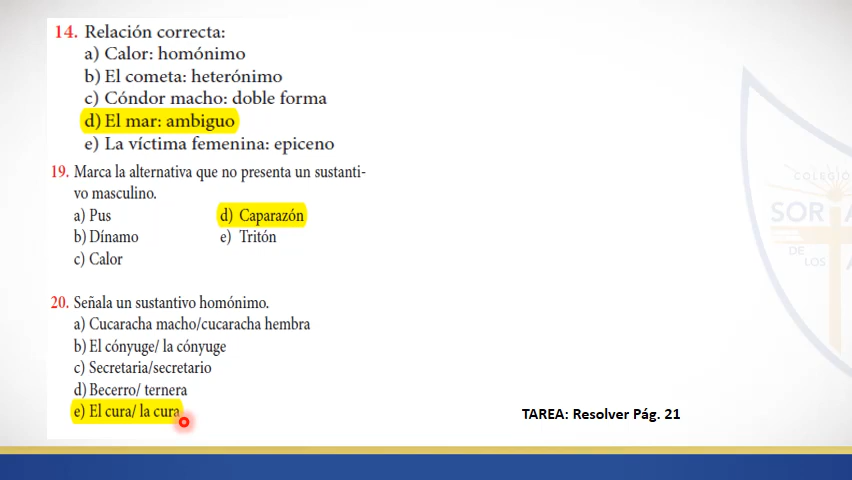 14. Relación correcta:
a) Calor: homónimo
b) El cometa: heterónimo
c) Cóndor macho: doble forma
d) El mar: ambiguo
e) La víctima femenina: epiceno
19. Marca la alternativa que no presenta un sustanti-
vo masculino.
a) Pus
b) Dínamo
c) Calor
d) Caparazón
e) Tritón
20. Señala un sustantivo homónimo.
a) Cucaracha macho/cucaracha hembra
b) El cónyuge/ la cónyuge
c) Secretaria/secretario
d) Becerro/ ternera
e) El cura/ la cura
TAREA: Resolver Pág. 21
COLEGIO
DE
LOS